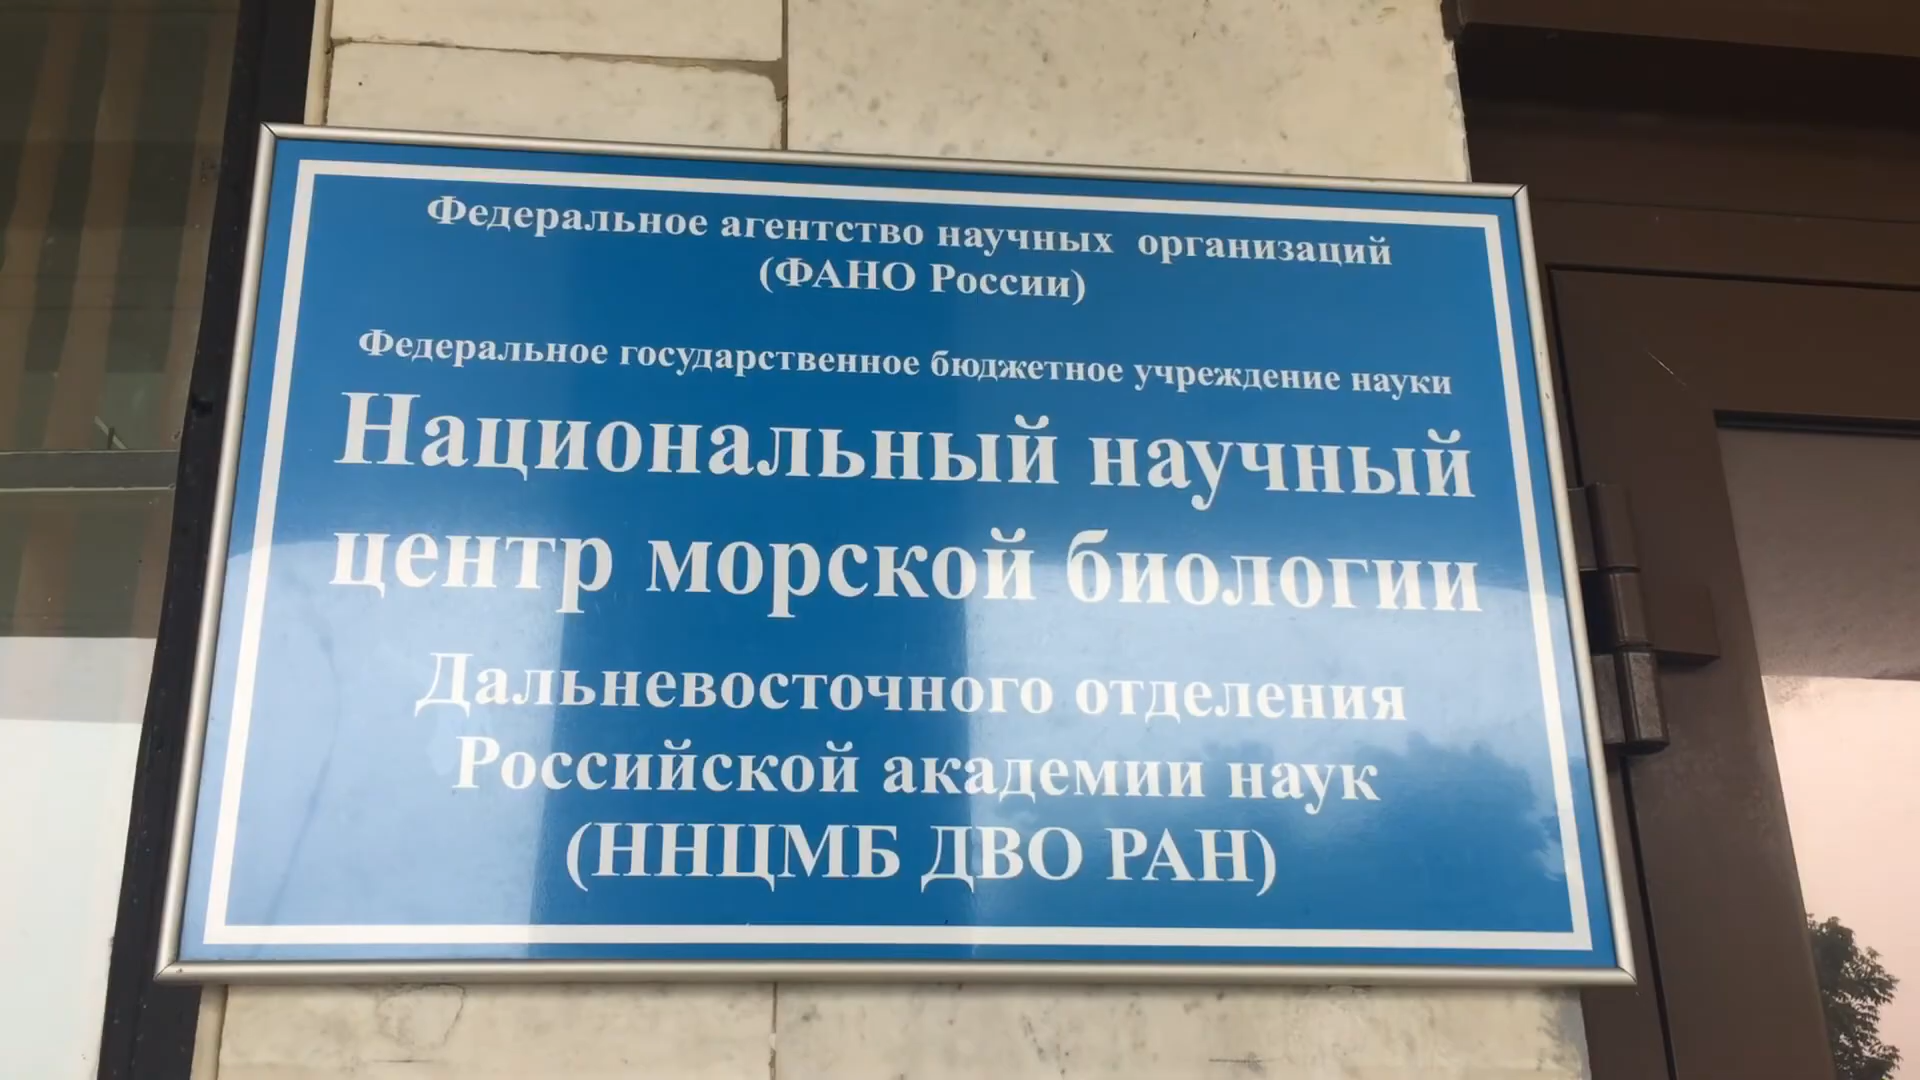 Федеральное агентство научных организаций
(ФАНО России)
Федеральное государственное бюджетное учреждение науки
Национальный научный
центр морской биологии
Дальневосточного отделения
Российской академии наук
(ННЦМБ ДВО РАН)